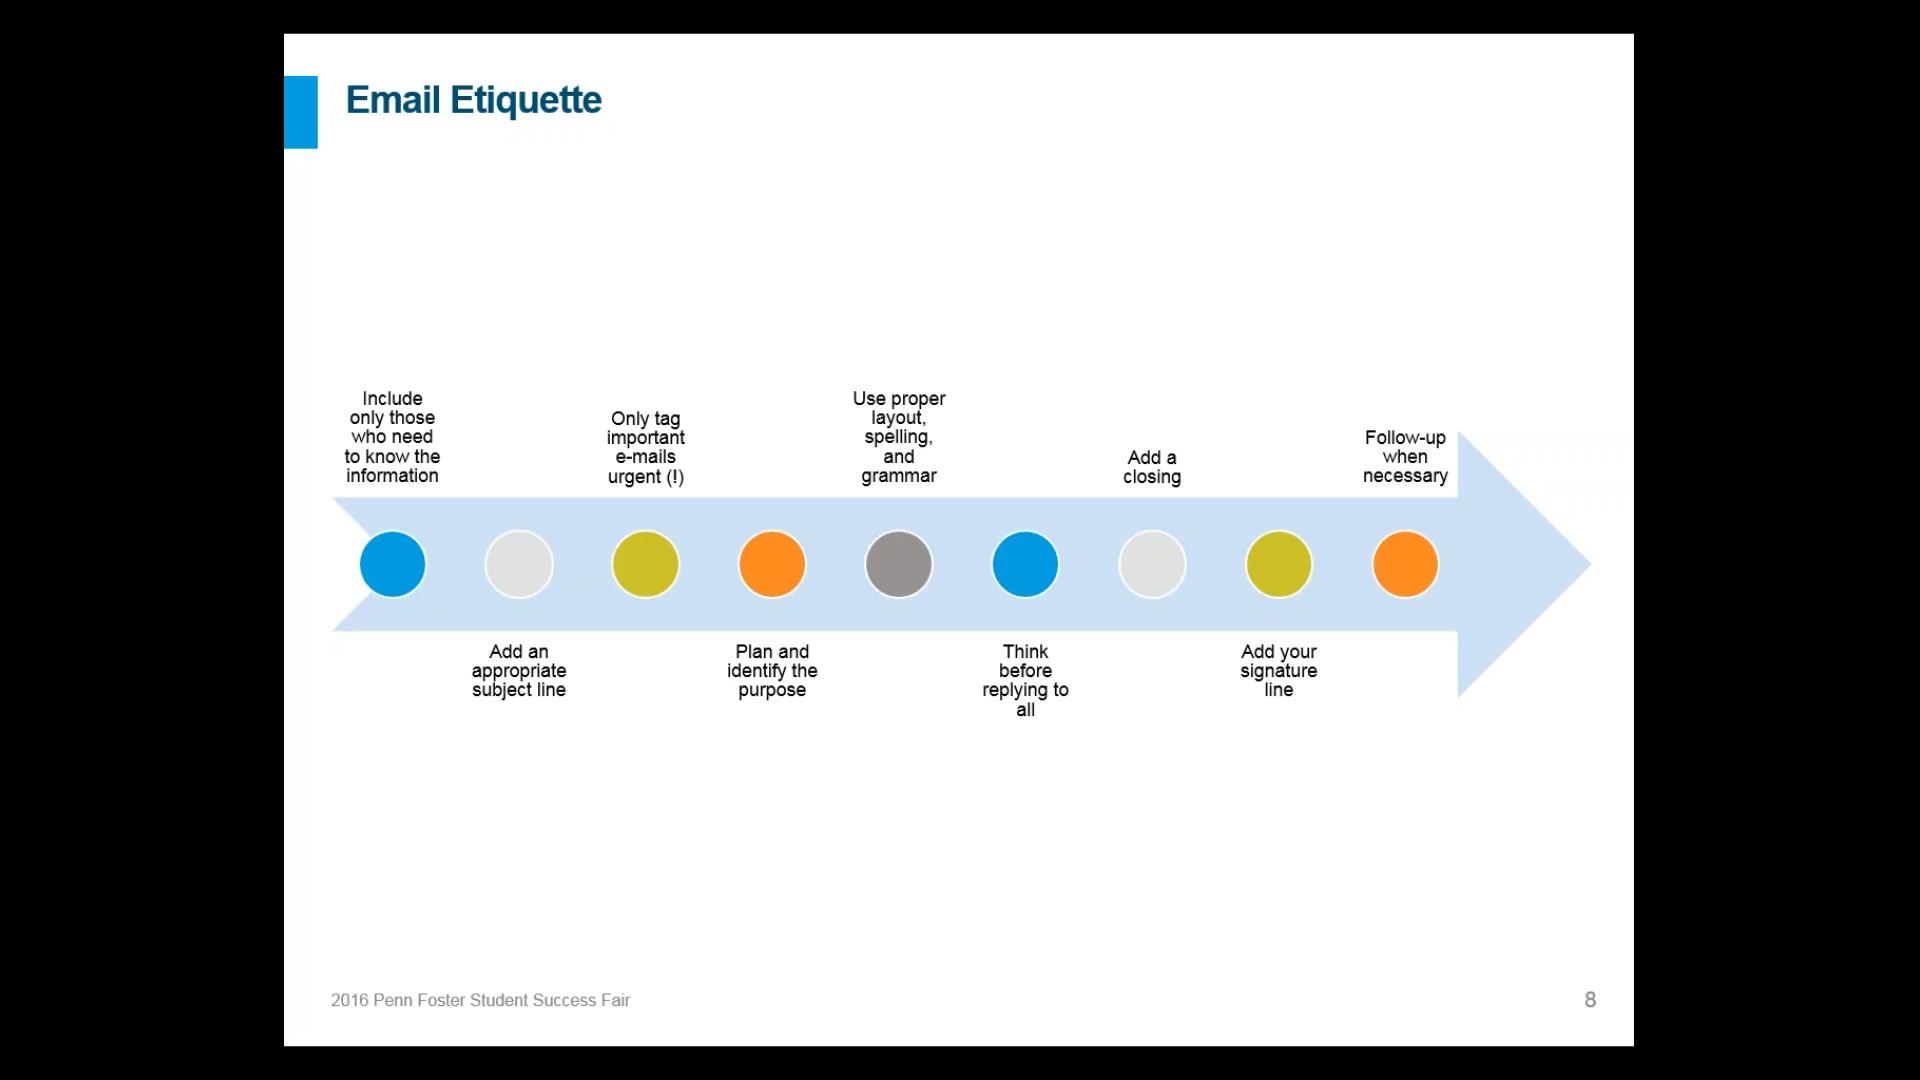 Email Etiquette
Include
only those
who need
to know the
information
Add an
appropriate
subject line
Only tag
important
e-mails
urgent (!)
Plan and
identify the
purpose
Use proper
layout,
spelling,
and
grammar
Think
before
replying to
all
Add a
closing
Add your
signature
line
Follow-up
when
necessary
2016 Penn Foster Student Success Fair
8